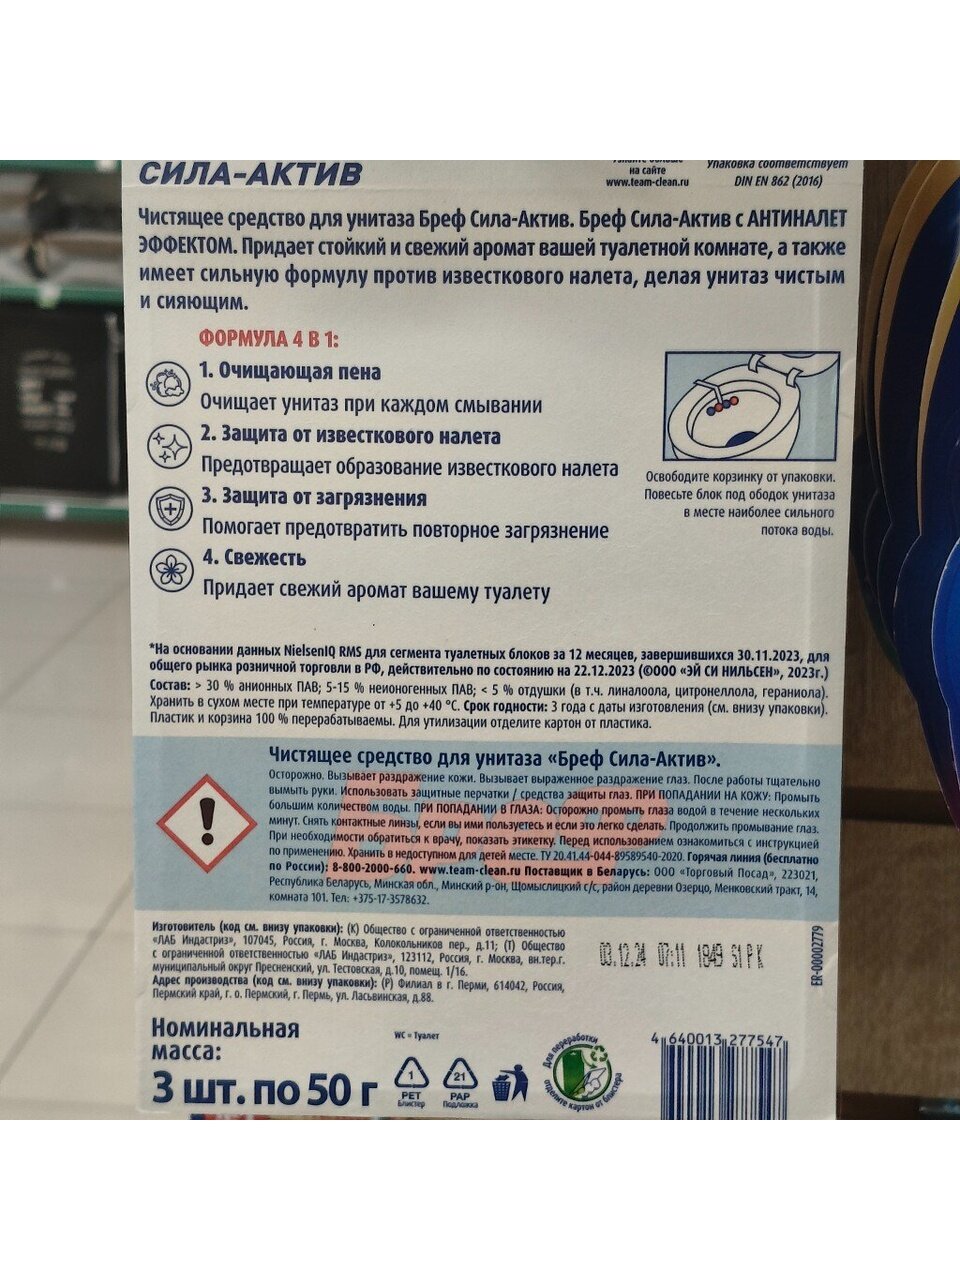 СИЛА-АКТИВ
на сайте
www.team-clean.ru
Упаковка соответствует
DIN EN 862 (2016)
Чистящее средство для унитаза Бреф Сила-Актив. Бреф Сила-Актив с АНТИНАЛЕТ
ЭФФЕКТОМ. Придает стойкий и свежий аромат вашей туалетной комнате, а также
имеет сильную формулу против известкового налета, делая унитаз чистым
и сияющим.
ФОРМУЛА 4 В 1:
1. Очищающая пена
Очищает унитаз при каждом смывании
2. Защита от известкового налета
Предотвращает образование известкового налета
3. Защита от загрязнения
Помогает предотвратить повторное загрязнение
4. Свежесть
Придает свежий аромат вашему туалету
Освободите корзинку от упаковки.
Повесьте блок под ободок унитаза
в месте наиболее сильного
потока воды.
*На основании данных NielsenIQ RMS для сегмента туалетных блоков за 12 месяцев, завершившихся 30.11.2023, для
общего рынка розничной торговли в РФ, действительно по состоянию на 22.12.2023 (©ООО «ЭЙ СИ НИЛЬСЕН», 2023г.)
Состав: > 30 % анионных ПАВ; 5-15 % неионогенных ПАВ; < 5 % отдушки (в т.ч. линалоола, цитронеллола, гераниола).
Хранить в сухом месте при температуре от +5 до +40 °C. Срок годности: 3 года с даты изготовления (см. внизу упаковки).
Пластик и корзина 100 % перерабатываемы. Для утилизации отделите картон от пластика.
Чистящее средство для унитаза «Бреф Сила-Актив».
Осторожно. Вызывает раздражение кожи. Вызывает выраженное раздражение глаз. После работы тщательно
вымыть руки. Использовать защитные перчатки / средства защиты глаз. ПРИ ПОПАДАНИИ НА КОЖУ: Промыть
большим количеством воды. ПРИ ПОПАДАНИИ В ГЛАЗА: Осторожно промыть глаза водой в течение нескольких
минут. Снять контактные линзы, если вы ими пользуетесь и если это легко сделать. Продолжить промывание глаз.
При необходимости обратиться к врачу, показать этикетку. Перед использованием ознакомиться с инструкцией
по применению. Хранить в недоступном для детей месте. ТУ 20.41.44-044-89589540-2020. Горячая линия (бесплатно
по России): 8-800-2000-660. www.team-clean.ru Поставщик в Беларусь: ООО «Торговый Посад», 223021,
Республика Беларусь, Минская обл., Минский р-он, Щомыслицкий с/с, район деревни Озерцо, Менковский тракт, 14,
комната 101. Тел: +375-17-3578632.
Изготовитель (код см. внизу упаковки): (К) Общество с ограниченной ответственностью
«ЛАБ Индастриз», 107045, Россия, г. Москва, Колокольников пер., д.11; (Т) Общество
с ограниченной ответственностью «ЛАБ Индастриз», 123112, Россия, г. Москва, вн.тер.г.
муниципальный округ Пресненский, ул. Тестовская, д.10, помещ. 1/16.
Адрес производства (код см. внизу упаковки): (Р) Филиал в г. Перми, 614042, Россия,
Пермский край, г. о. Пермский, г. Пермь, ул. Ласьвинская, д.88.
03.12.24 07:11 1849 S1 P K
ER-00002779
Номинальная
масса:
3 шт. по 50 г
WC = Туалет
1
PET
Блистер
21
PAP
Подложка
Для переработки
отделите картон от блистера
4 640013 277547